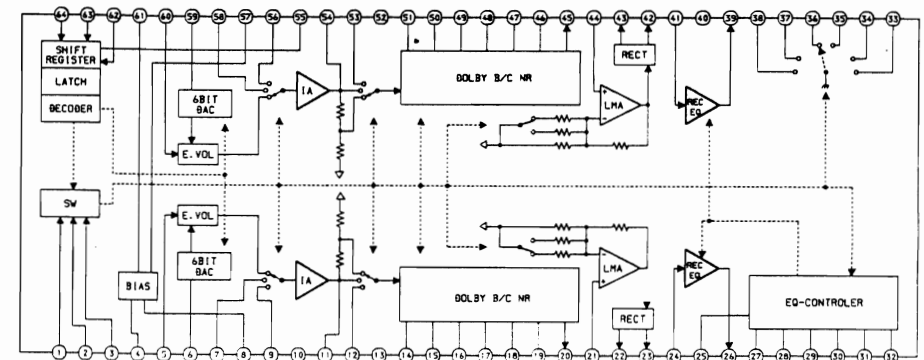 64 63 62 61 60 59 58 57 56 55 54 53 52 51 50 49 48 47 46 45 44 43 42 41 40 39 38 37 36 35 34 33
SHIFT
REGISTER
LATCH
DECODER
6BIT
DAC
E.VOL
IA
DOLBY B/C NR
RECT
LMA
REC
EQ
SW
E.VOL
6BIT
DAC
BIAS
IA
DOLBY B/C NR
LMA
RECT
REC
EQ
EQ-CONTROLER
1 2 3 4 5 6 7 8 9 10 11 12 13 14 15 16 17 18 19 20 21 22 23 24 25 26 27 28 29 30 31 32